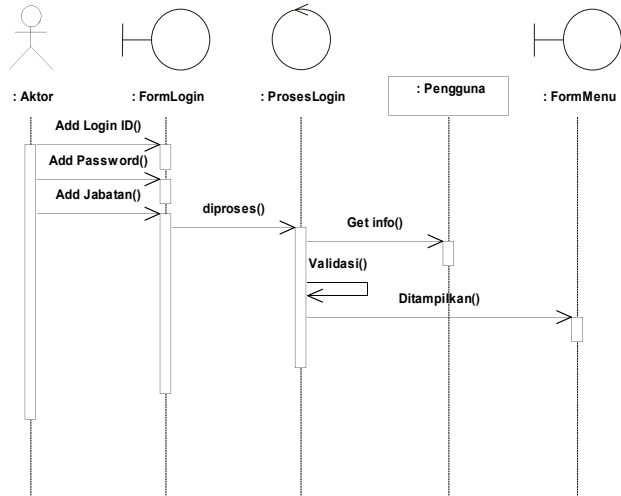 : Aktor
: FormLogin
: ProsesLogin
: Pengguna
: FormMenu
Add Login ID()
Add Password()
Add Jabatan()
diproses()
Get info()
Validasi()
Ditampilkan()